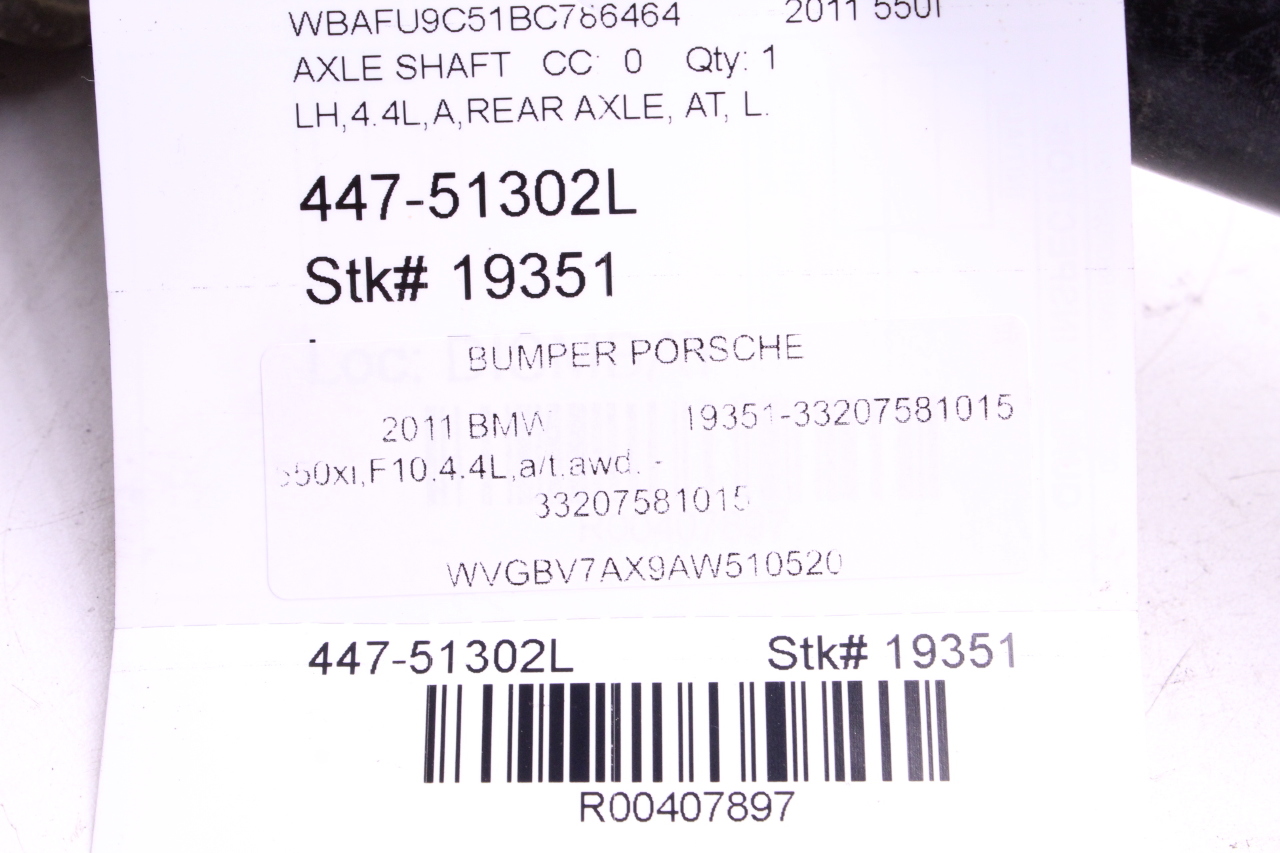 WBAFU9C51BC786464 2011 550I
AXLE SHAFT CC: 0 Qty: 1
LH,4.4L,A,REAR AXLE, AT, L.
447-51302L
Stk# 19351
BUMPER PORSCHE
2011 BMW 19351-33207581015
550xi,F10,4.4L,a/t.awd. -
33207581015
WVGBV7AX9AW510520
447-51302L Stk# 19351
R00407897